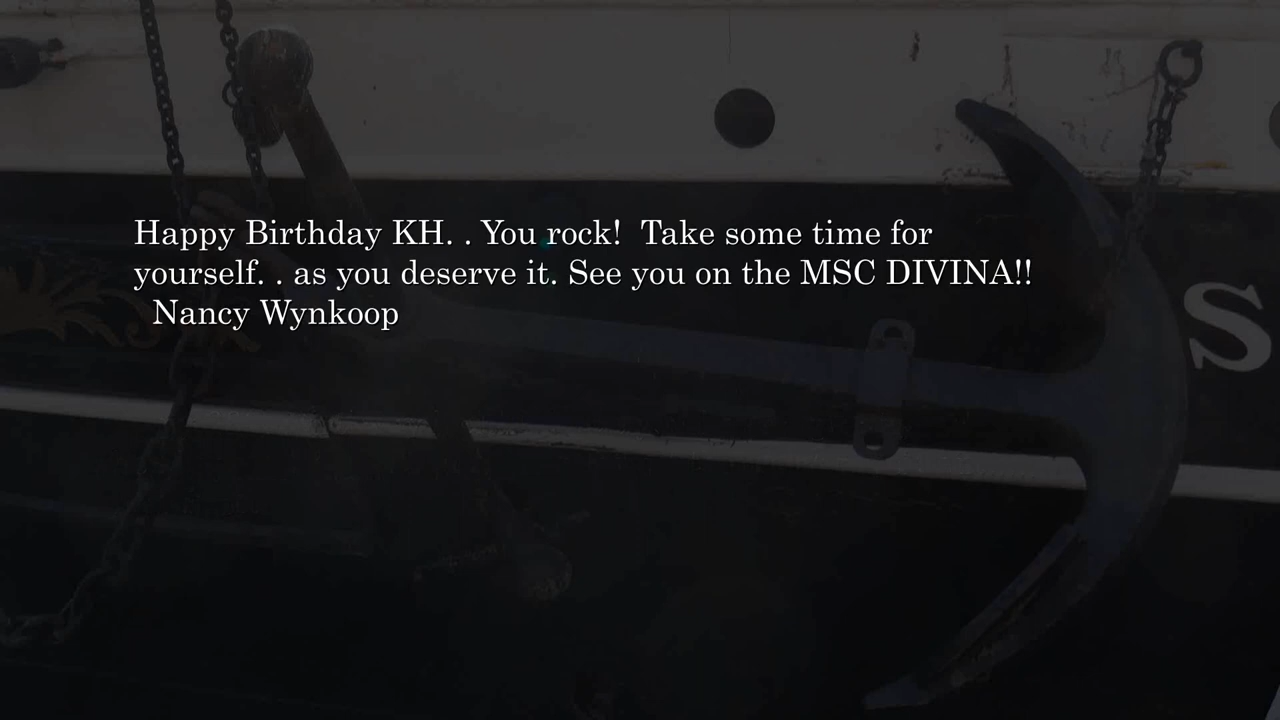 Happy Birthday KH. . You rock!  Take some time for
yourself. . as you deserve it. See you on the MSC DIVINA!!
Nancy Wynkoop
S